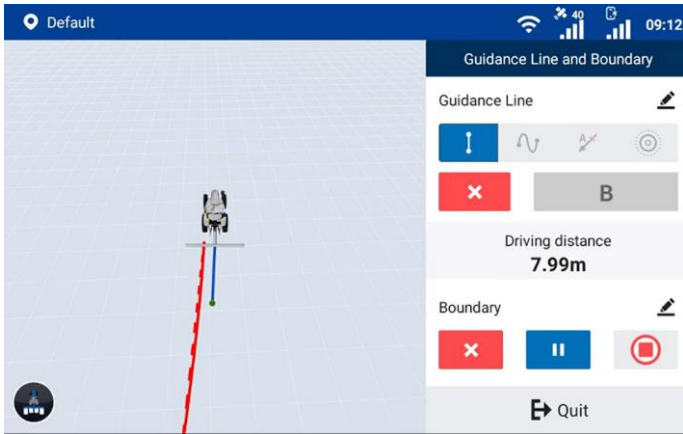 Default
40
09:12
Guidance Line and Boundary
Guidance Line
A
B
Driving distance
7.99m
Boundary
Quit